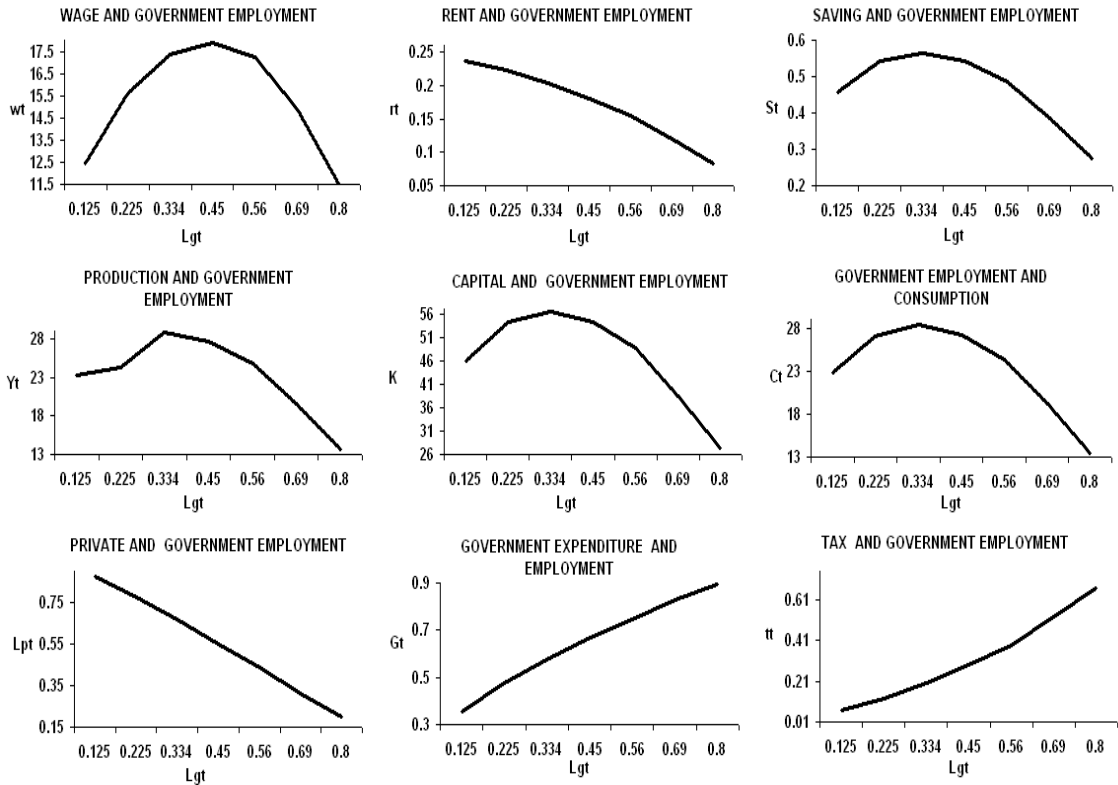 WAGE AND GOVERNMENT EMPLOYMENT
17.5
16.5
15.5
14.5
13.5
12.5
11.5
wt
0.125 0.225 0.334 0.45 0.56 0.69 0.8
Lgt
RENT AND GOVERNMENT EMPLOYMENT
0.25
0.2
0.15
0.1
0.05
rt
0.125 0.225 0.334 0.45 0.56 0.69 0.8
Lgt
SAVING AND GOVERNMENT EMPLOYMENT
0.6
0.5
0.4
0.3
0.2
St
0.125 0.225 0.334 0.45 0.56 0.69 0.8
Lgt
PRODUCTION AND GOVERNMENT
EMPLOYMENT
28
23
18
13
Yt
0.125 0.225 0.334 0.45 0.56 0.69 0.8
Lgt
CAPITAL AND GOVERNMENT EMPLOYMENT
56
51
46
41
36
31
26
K
0.125 0.225 0.334 0.45 0.56 0.69 0.8
Lgt
GOVERNMENT EMPLOYMENT AND
CONSUMPTION
28
23
18
13
Ct
0.125 0.225 0.334 0.45 0.56 0.69 0.8
Lgt
PRIVATE AND GOVERNMENT EMPLOYMENT
0.75
0.55
0.35
0.15
Lpt
0.125 0.225 0.334 0.45 0.56 0.69 0.8
Lgt
GOVERNMENT EXPENDITURE AND
EMPLOYMENT
0.9
0.7
0.5
0.3
Gt
0.125 0.225 0.334 0.45 0.56 0.69 0.8
Lgt
TAX AND GOVERNMENT EMPLOYMENT
0.61
0.41
0.21
0.01
tt
0.125 0.225 0.334 0.45 0.56 0.69 0.8
Lgt